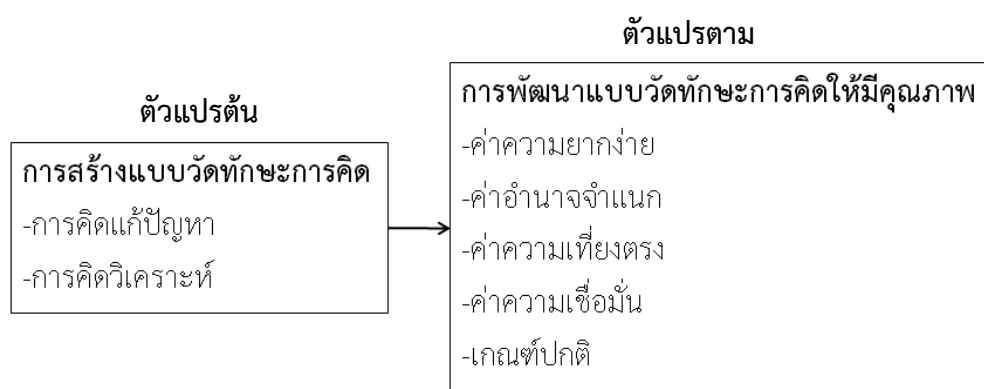 ตัวแปรต้น
การสร้างแบบวัดทักษะการคิด
-การคิดแก้ปัญหา
-การคิดวิเคราะห์
ตัวแปรตาม
การพัฒนาแบบวัดทักษะการคิดให้มีคุณภาพ
-ค่าความยากง่าย
-ค่าอำนาจจำแนก
-ค่าความเที่ยงตรง
-ค่าความเชื่อมั่น
-เกณฑ์ปกติ